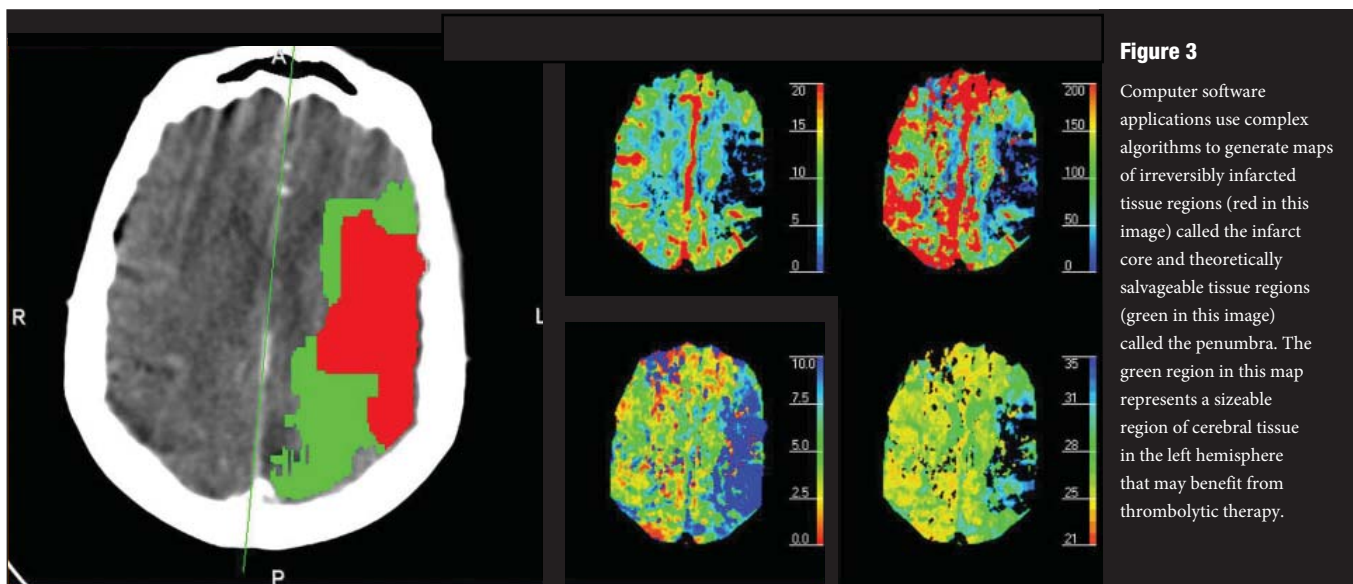 A
R
L
P
20
15
10
5
0
200
150
100
50
0
10.0
7.5
5.0
2.5
0.0
35
31
28
25
21
Figure 3
Computer software
applications use complex
algorithms to generate maps
of irreversibly infarcted
tissue regions (red in this
image) called the infarct
core and theoretically
salvageable tissue regions
(green in this image)
called the penumbra. The
green region in this map
represents a sizeable
region of cerebral tissue
in the left hemisphere
that may benefit from
thrombolytic therapy.